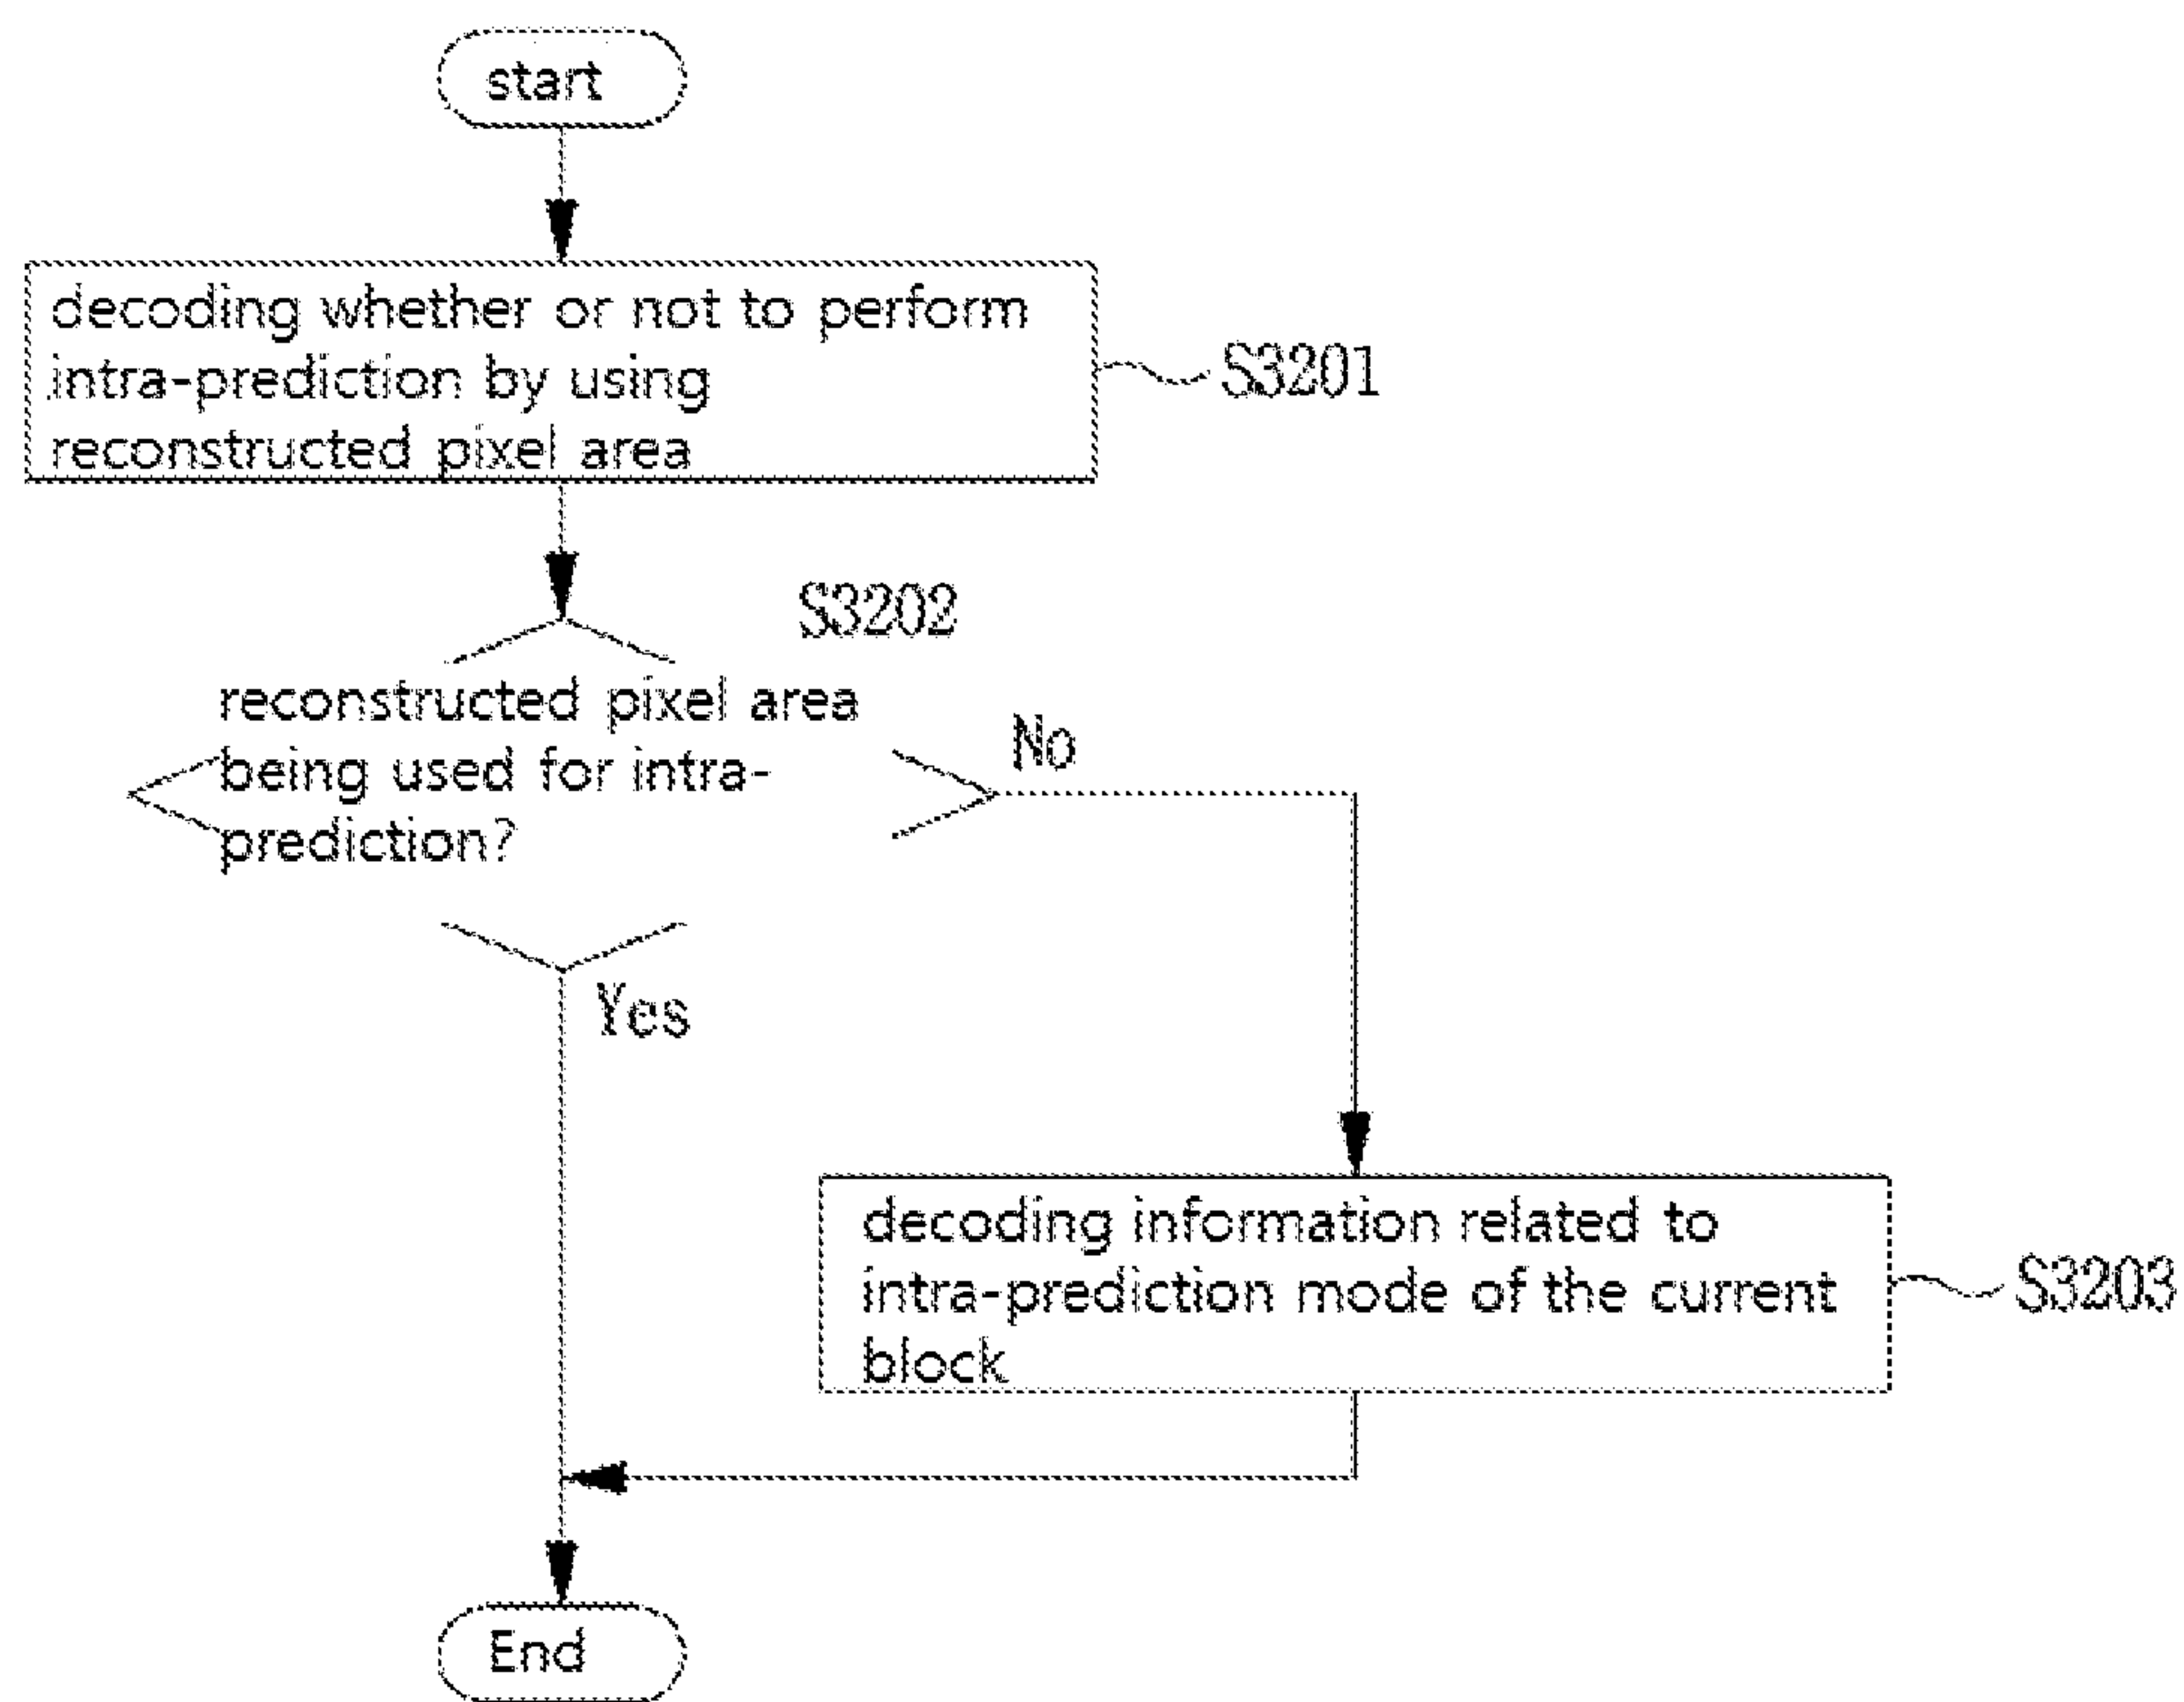 start
decoding whether or not to perform
intra-prediction by using
reconstructed pixel area
S3201
S3202
reconstructed pixel area
being used for intra-
prediction?
No
Yes
decoding information related to
intra-prediction mode of the current
block
S3203
End